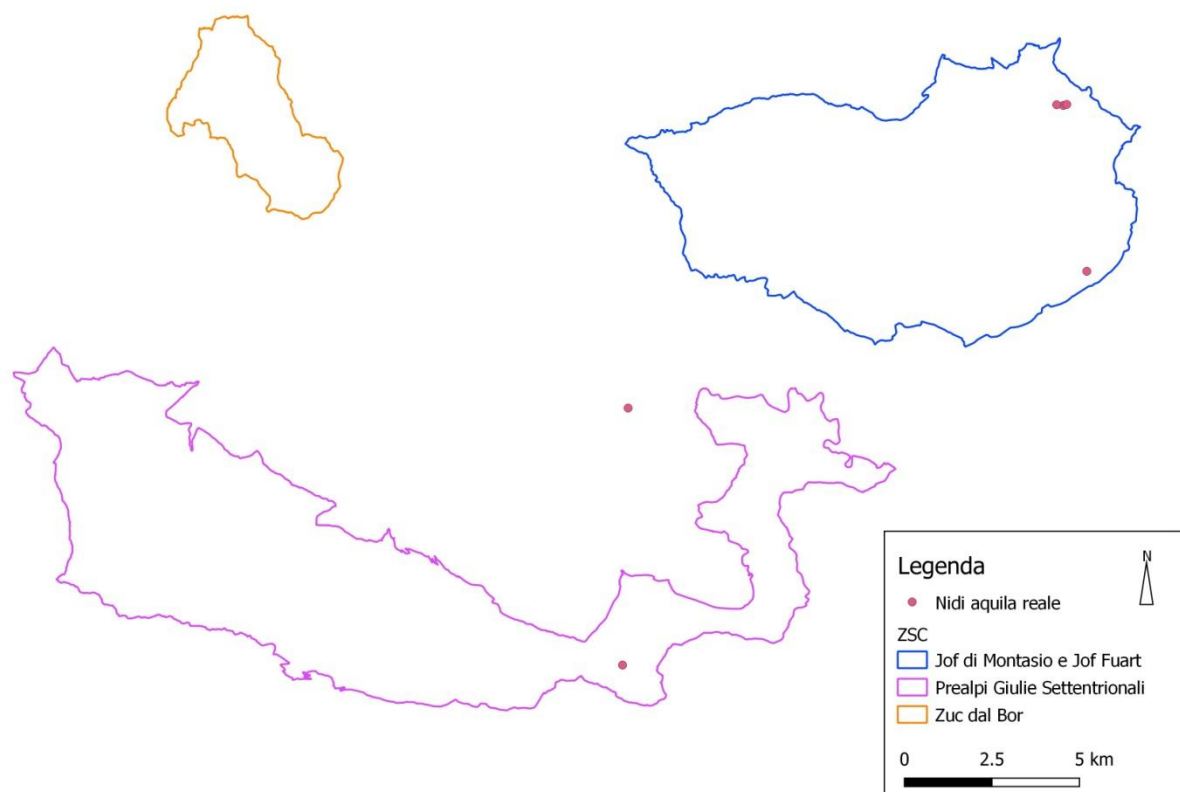 Legenda
N
Nidi aquila reale
ZSC
Jof di Montasio e Jof Fuart
Prealpi Giulie Settentrionali
Zuc dal Bor
0 2.5 5 km